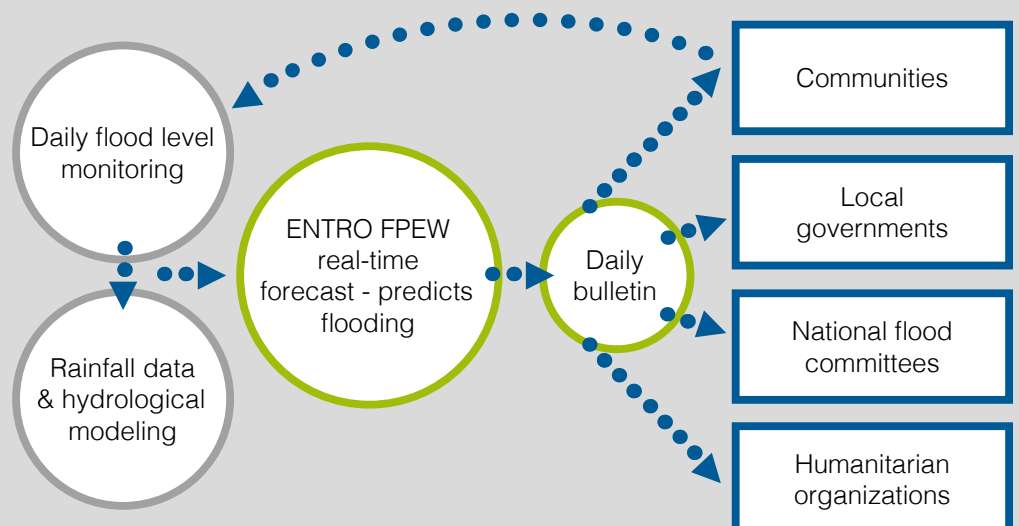 Daily flood level
monitoring
Rainfall data
& hydrological
modeling
ENTRO FPEW
real-time
forecast - predicts
flooding
Daily
bulletin
Communities
Local
governments
National flood
committees
Humanitarian
organizations